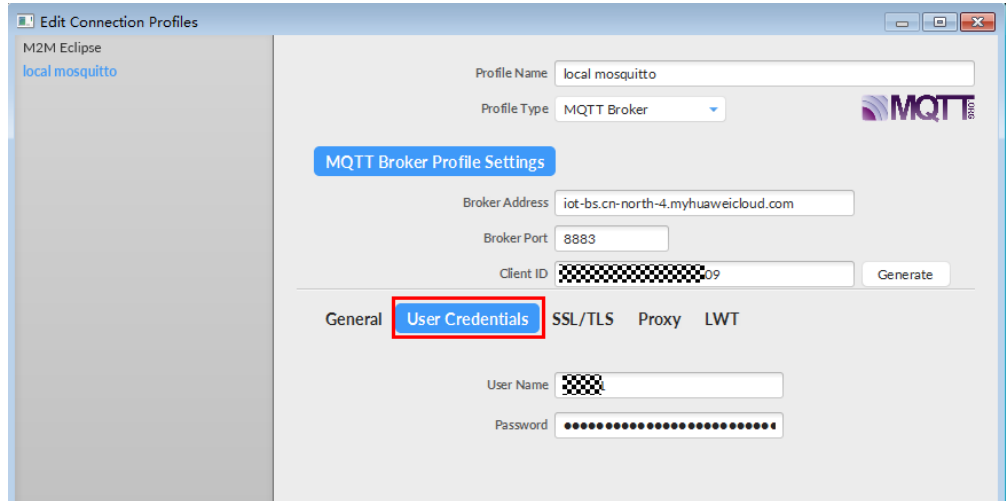 Edit Connection Profiles
M2M Eclipse
local mosquitto
Profile Name local mosquitto
Profile Type MQTT Broker
MQTT.ORG
MQTT Broker Profile Settings
Broker Address iot-bs.cn-north-4.myhuaweicloud.com
Broker Port 8883
Client ID 09 Generate
General User Credentials SSL/TLS Proxy LWT
User Name
Password